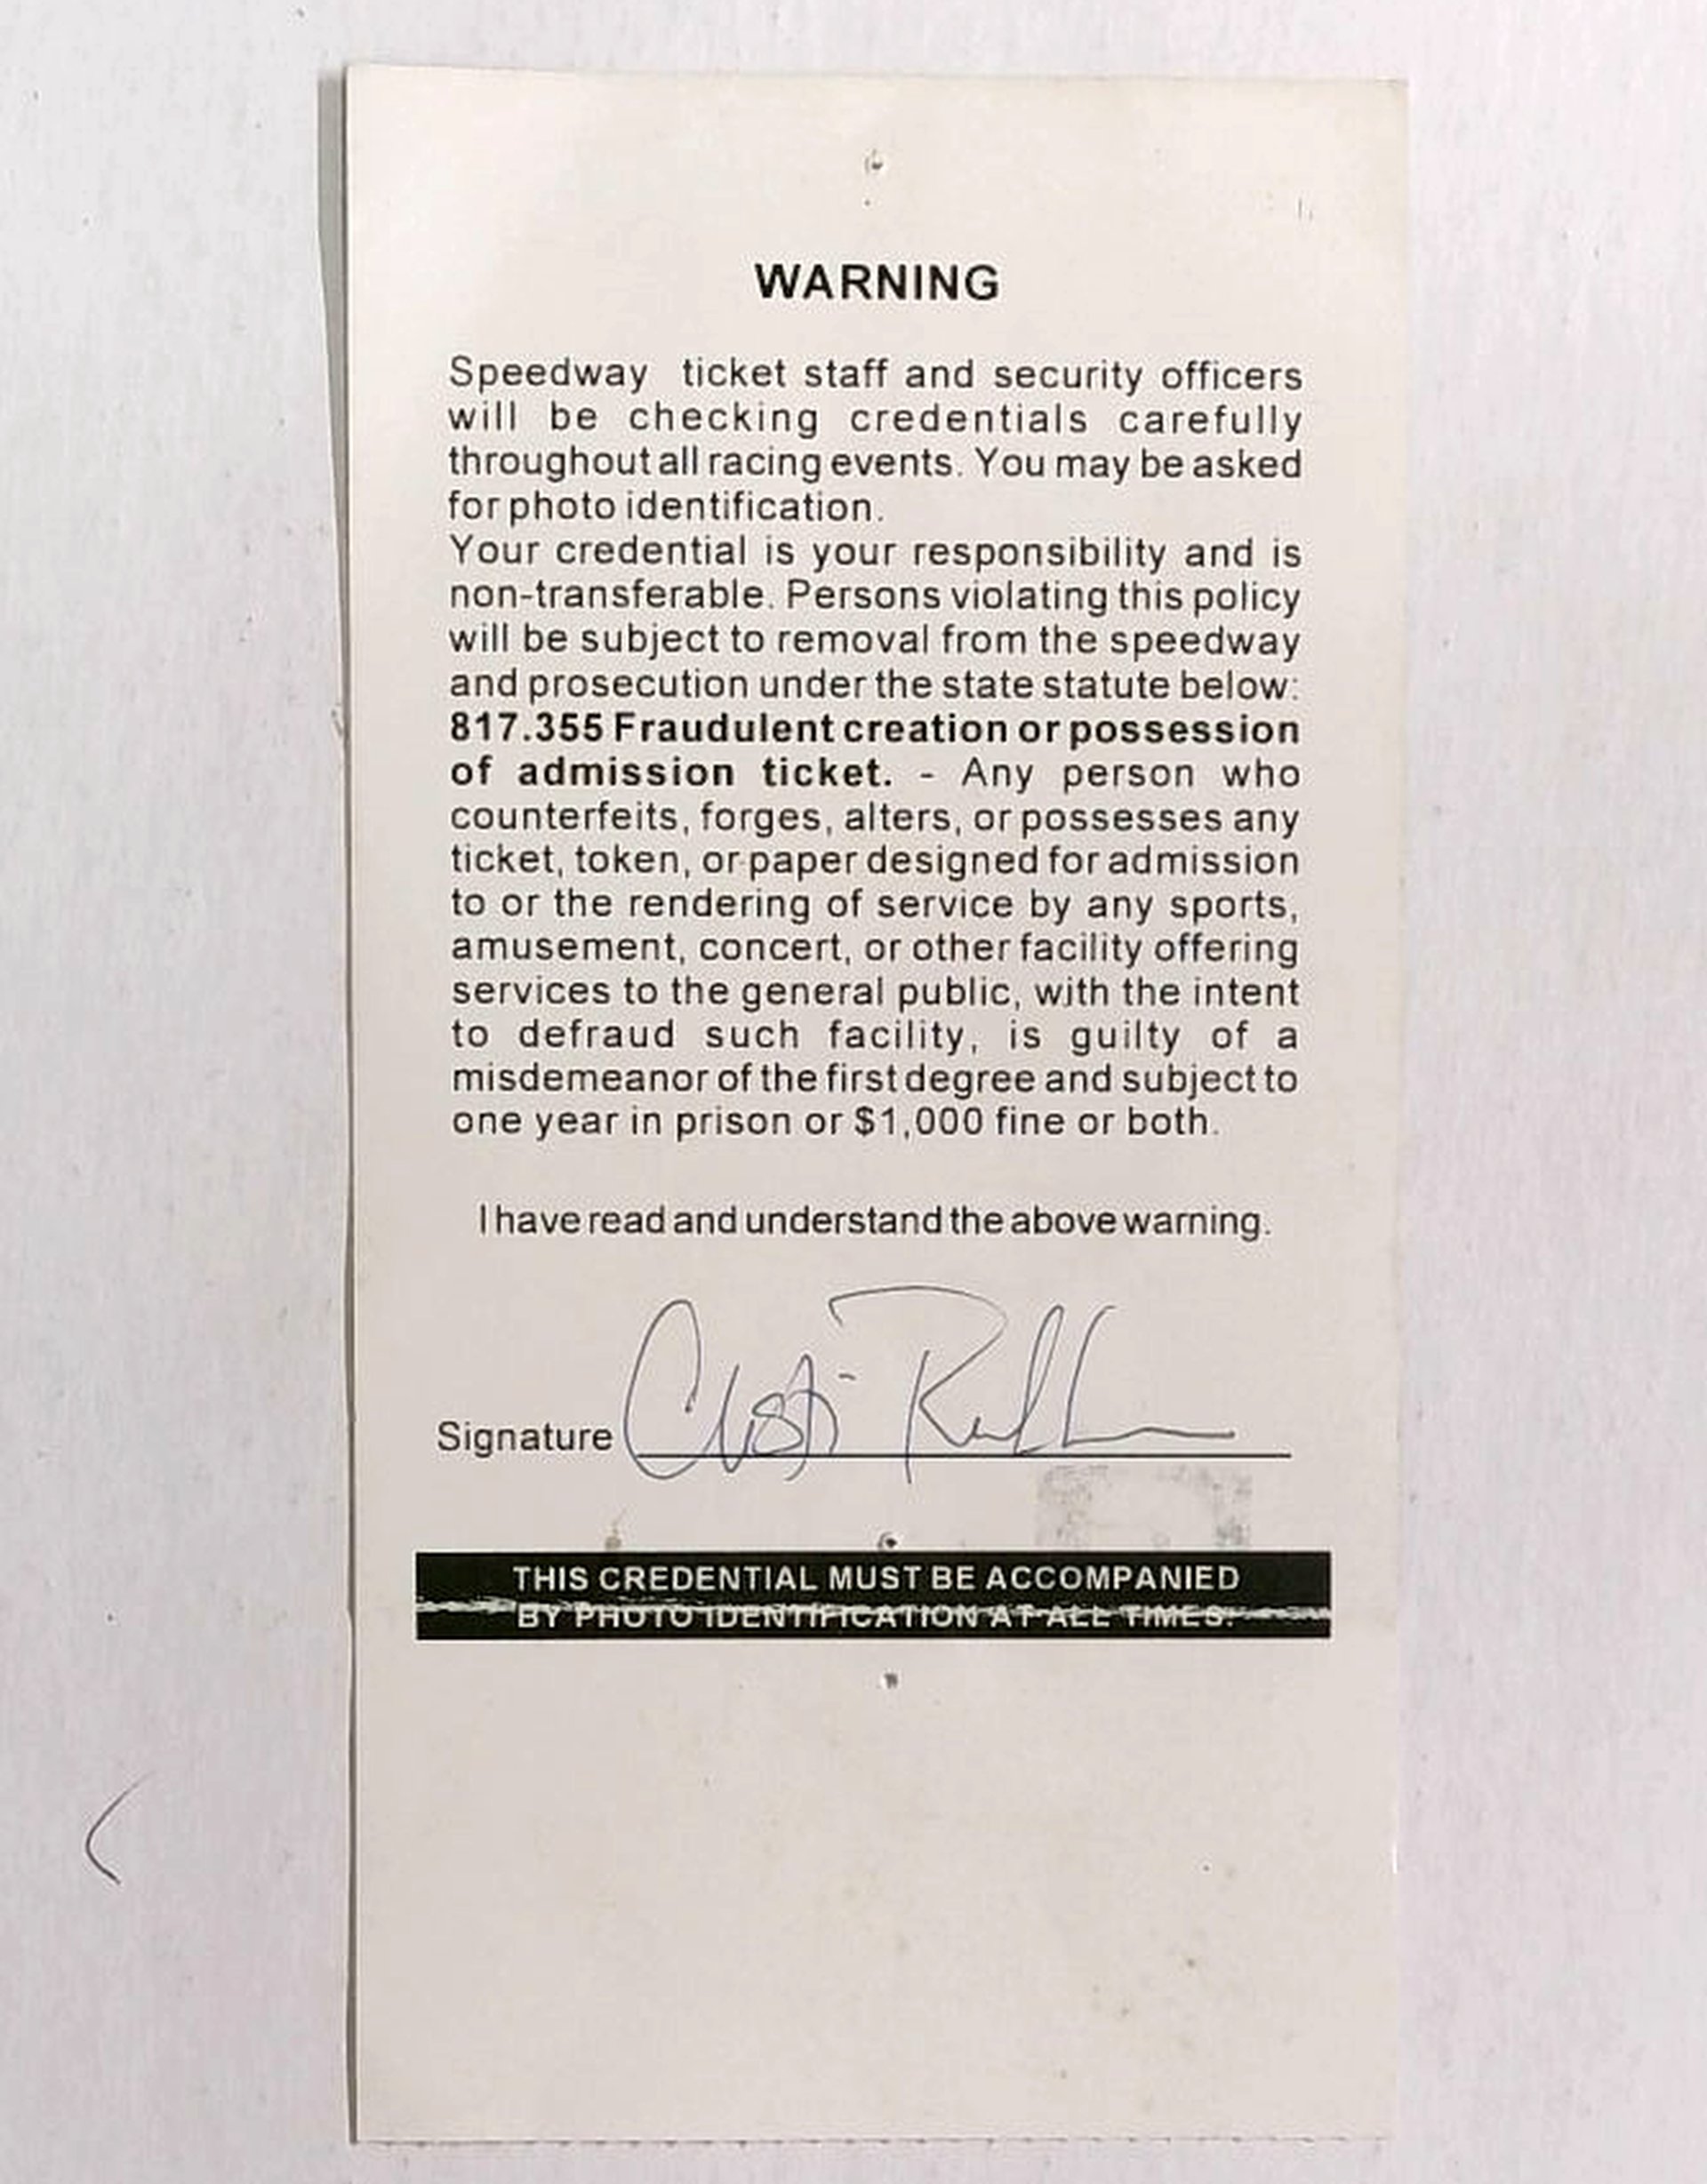 WARNING
Speedway ticket staff and security officers
will be checking credentials carefully
throughout all racing events. You may be asked
for photo identification.
Your credential is your responsibility and is
non-transferable. Persons violating this policy
will be subject to removal from the speedway
and prosecution under the state statute below:
817.355 Fraudulent creation or possession
of admission ticket. - Any person who
counterfeits, forges, alters, or possesses any
ticket, token, or paper designed for admission
to or the rendering of service by any sports,
amusement, concert, or other facility offering
services to the general public, with the intent
to defraud such facility, is guilty of a
misdemeanor of the first degree and subject to
one year in prison or $1,000 fine or both.
I have read and understand the above warning.
Signature
THIS CREDENTIAL MUST BE ACCOMPANIED
BY PHOTO IDENTIFICATION AT ALL TIMES.